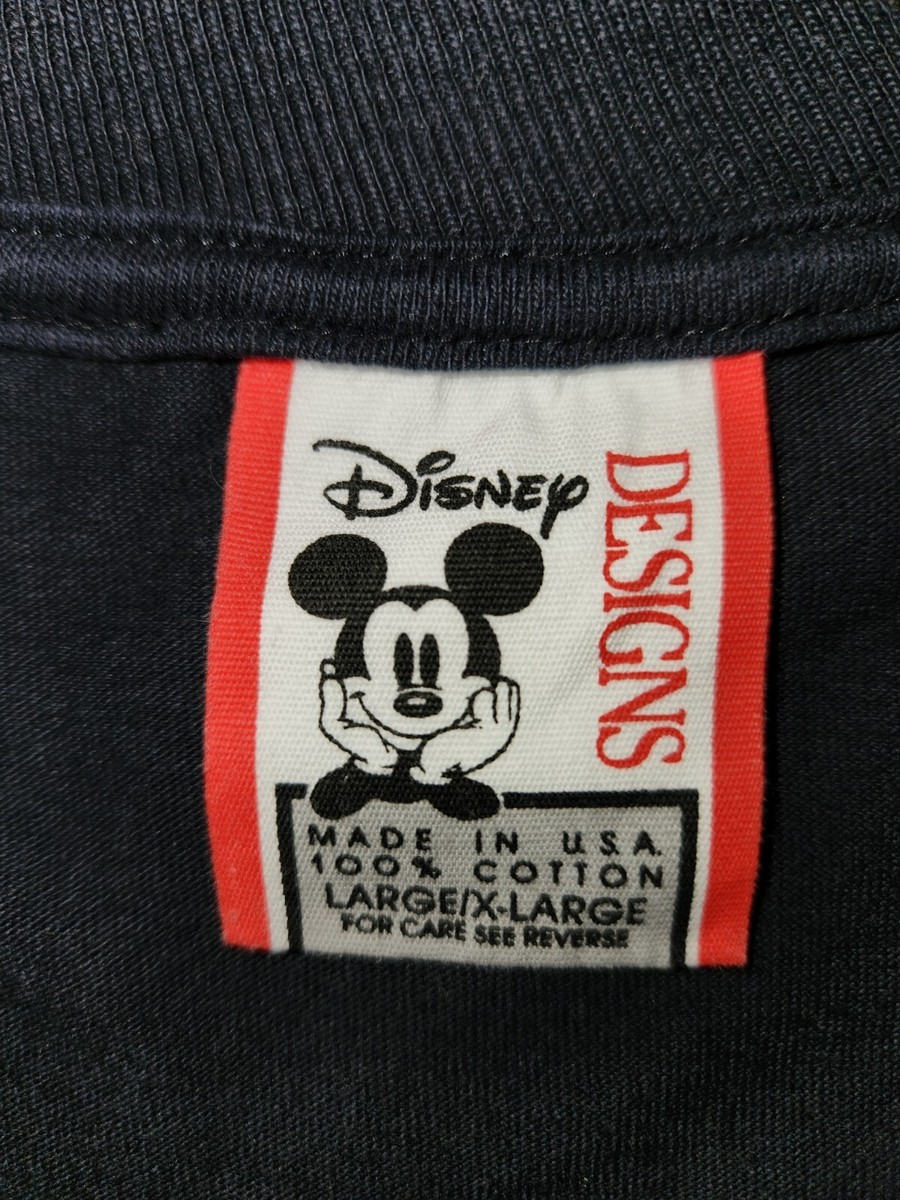 Disney
DESIGNS
MADE IN U.S.A.
100% COTTON
LARGE/X-LARGE
FOR CARE SEE REVERSE